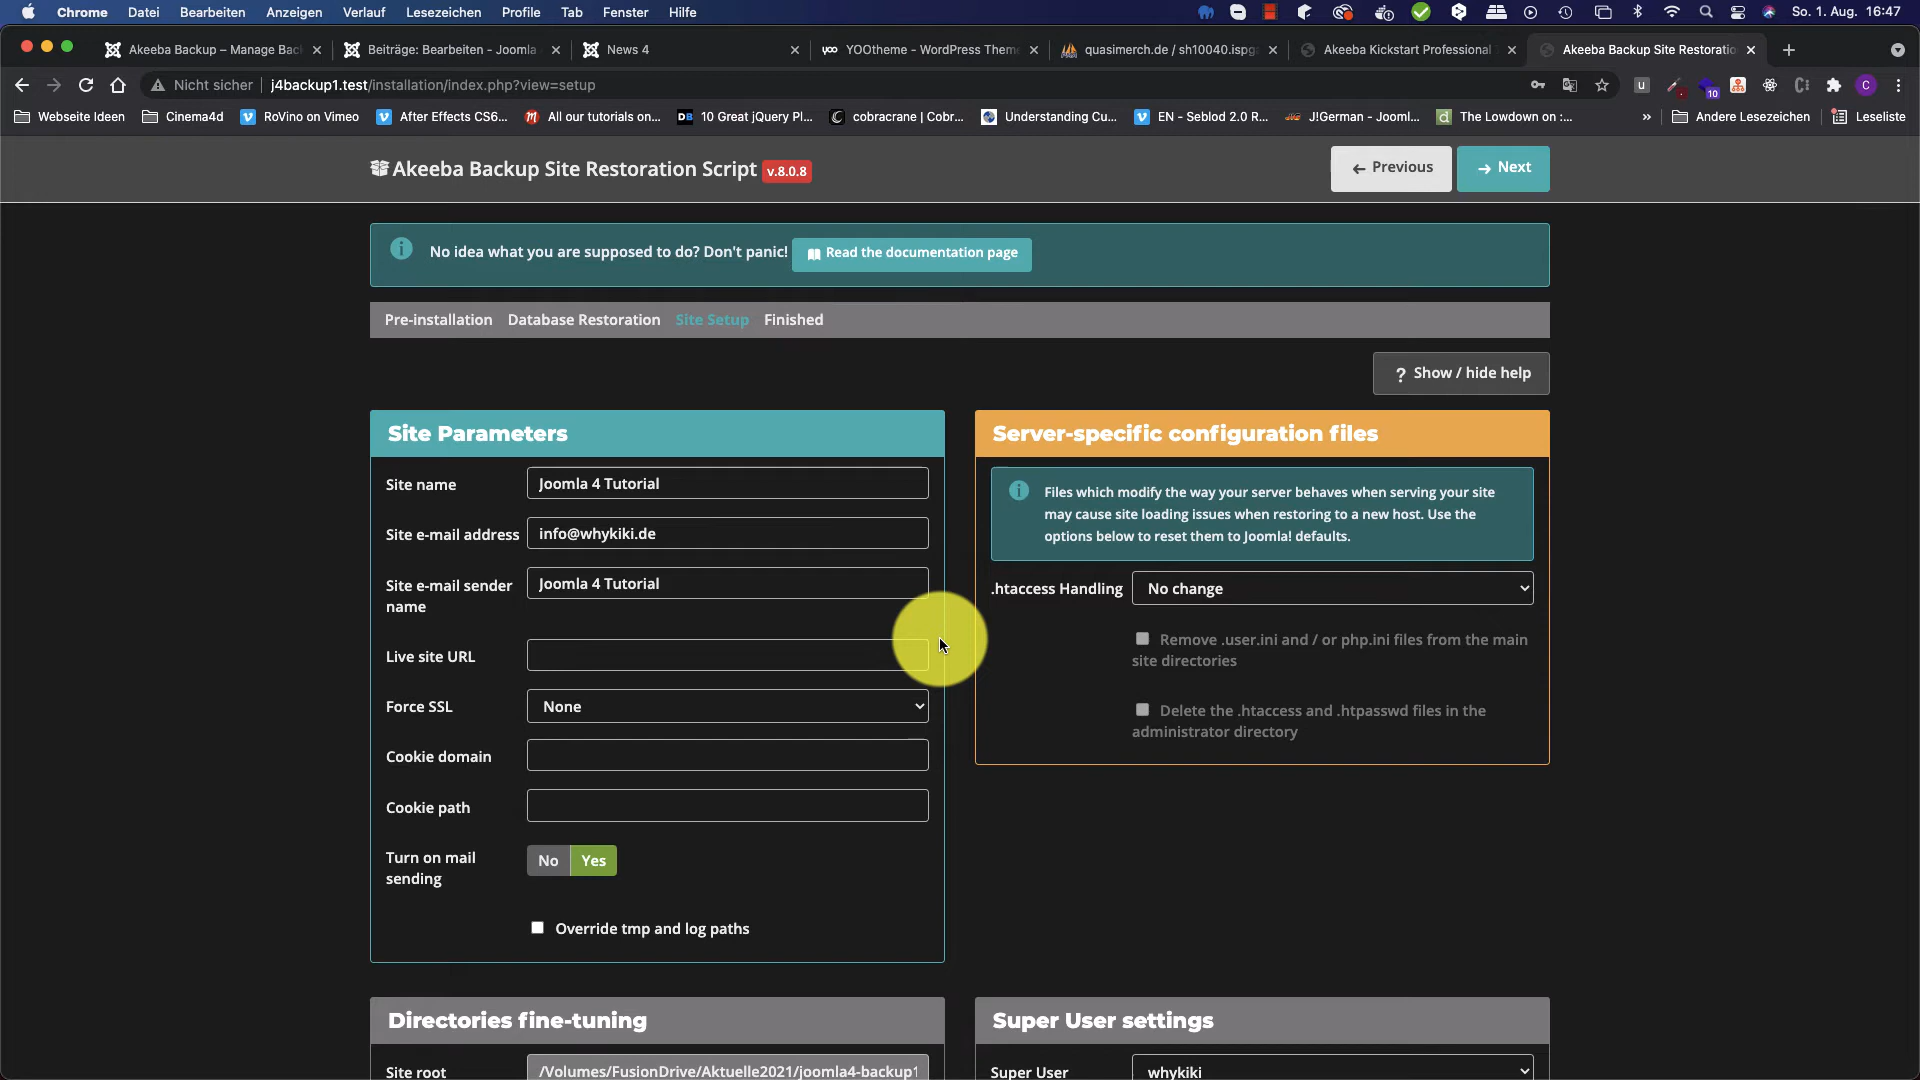 Chrome Datei Bearbeiten Anzeigen Verlauf Lesezeichen Profile Tab Fenster Hilfe So. 1. Aug. 16:47
Akeeba Backup – Manage Bac Beiträge: Bearbeiten - Joomla News 4 YOOtheme - WordPress Them quasimerch.de / sh10040.ispg Akeeba Kickstart Professional Akeeba Backup Site Restoratio
Nicht sicher j4backup1.test/installation/index.php?view=setup
10
Webseite Ideen Cinema4d RoVino on Vimeo After Effects CS6... All our tutorials on... 10 Great jQuery Pl... cobracrane | Cobr... Understanding Cu... EN - Seblod 2.0 R... J!German - Jooml... The Lowdown on :... » Andere Lesezeichen Leseliste
Akeeba Backup Site Restoration Script v.8.0.8
← Previous
→ Next
No idea what you are supposed to do? Don't panic! Read the documentation page
Pre-installation Database Restoration Site Setup Finished
? Show / hide help
Site Parameters
Site name Joomla 4 Tutorial
Site e-mail address info@whykiki.de
Site e-mail sender name Joomla 4 Tutorial
Live site URL
Force SSL None
Cookie domain
Cookie path
Turn on mail sending No Yes
Override tmp and log paths
Server-specific configuration files
Files which modify the way your server behaves when serving your site
may cause site loading issues when restoring to a new host. Use the
options below to reset them to Joomla! defaults.
.htaccess Handling No change
Remove .user.ini and / or php.ini files from the main
site directories
Delete the .htaccess and .htpasswd files in the
administrator directory
Directories fine-tuning
Site root /Volumes/FusionDrive/Aktuelle2021/joomla4-backup1
Super User settings
Super User whykiki